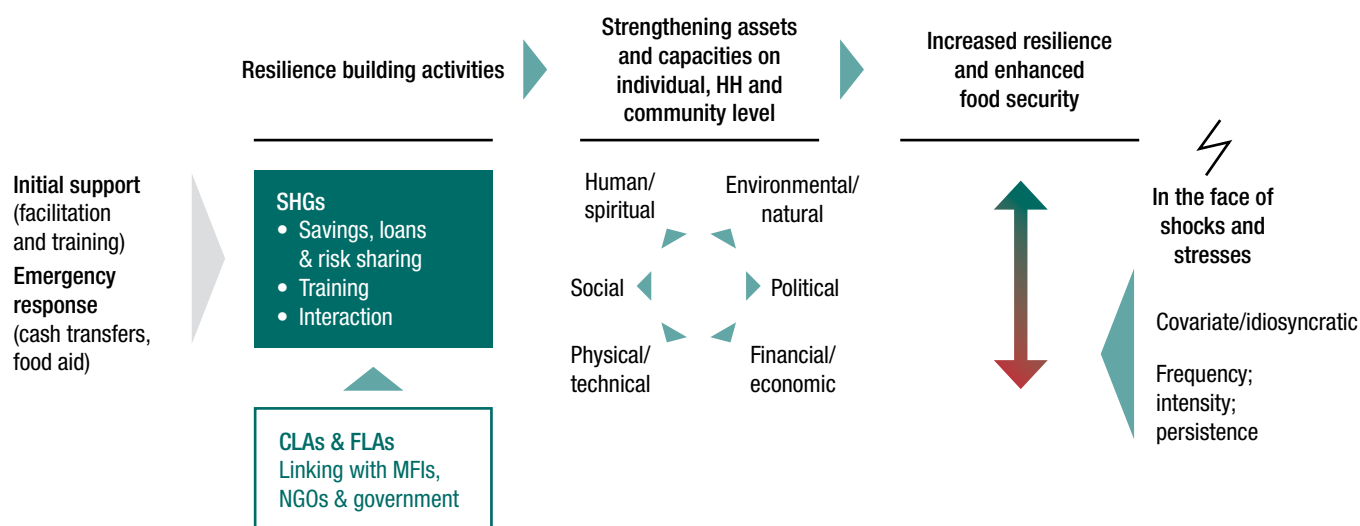 Resilience building activities
Strengthening assets
and capacities on
individual, HH and
community level
Increased resilience
and enhanced
food security
Initial support
(facilitation
and training)
Emergency
response
(cash transfers,
food aid)
SHGs
• Savings, loans
& risk sharing
• Training
• Interaction
CLAs & FLAs
Linking with MFIs,
NGOs & government
Human/
spiritual
Environmental/
natural
Social
Political
Physical/
technical
Financial/
economic
In the face of
shocks and
stresses
Covariate/idiosyncratic
Frequency;
intensity;
persistence